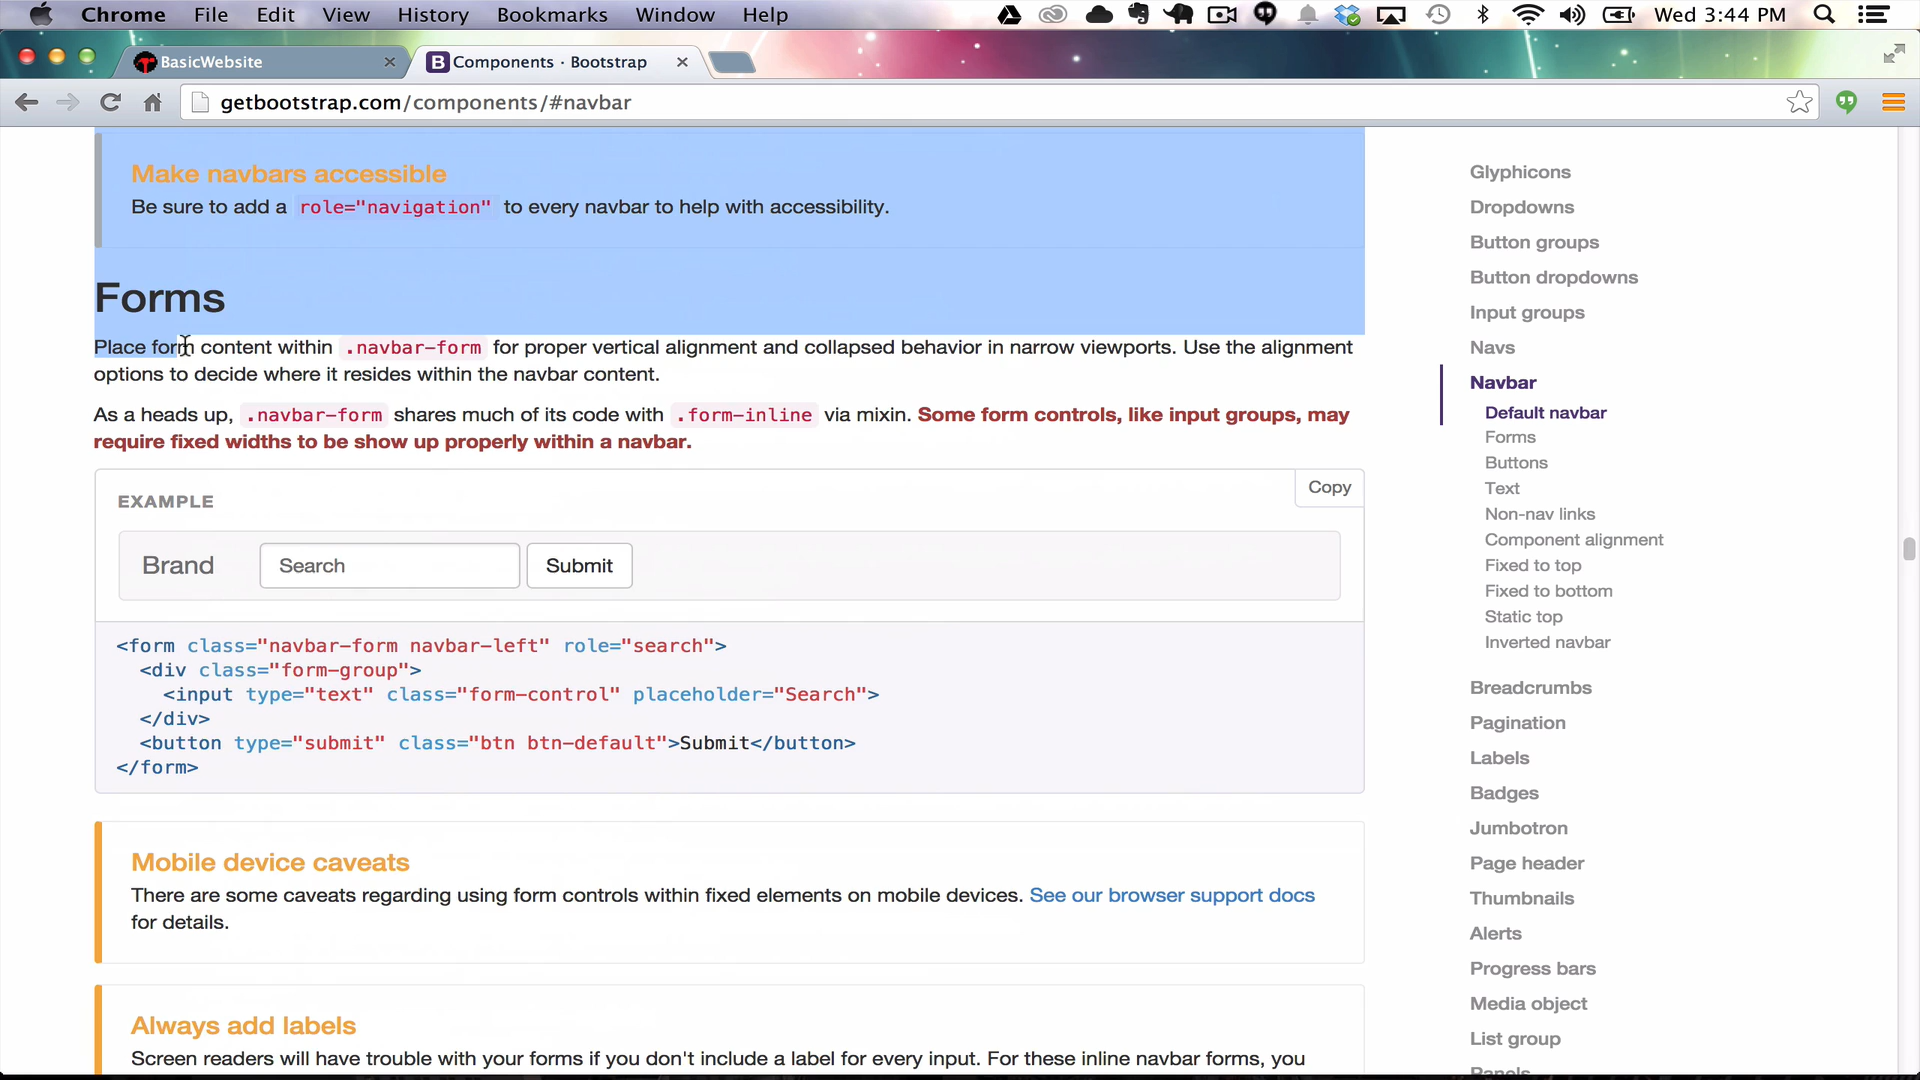 Chrome File Edit View History Bookmarks Window Help Wed 3:44 PM
BasicWebsite
Components · Bootstrap
getbootstrap.com/components/#navbar
Make navbars accessible
Be sure to add a role="navigation" to every navbar to help with accessibility.
Forms
Place form content within .navbar-form for proper vertical alignment and collapsed behavior in narrow viewports. Use the alignment
options to decide where it resides within the navbar content.
As a heads up, .navbar-form shares much of its code with .form-inline via mixin. Some form controls, like input groups, may
require fixed widths to be show up properly within a navbar.
EXAMPLE
Copy
Brand Search Submit
<form class="navbar-form navbar-left" role="search">
<div class="form-group">
<input type="text" class="form-control" placeholder="Search">
</div>
<button type="submit" class="btn btn-default">Submit</button>
</form>
Mobile device caveats
There are some caveats regarding using form controls within fixed elements on mobile devices. See our browser support docs
for details.
Always add labels
Screen readers will have trouble with your forms if you don't include a label for every input. For these inline navbar forms, you
Glyphicons
Dropdowns
Button groups
Button dropdowns
Input groups
Navs
Navbar
Default navbar
Forms
Buttons
Text
Non-nav links
Component alignment
Fixed to top
Fixed to bottom
Static top
Inverted navbar
Breadcrumbs
Pagination
Labels
Badges
Jumbotron
Page header
Thumbnails
Alerts
Progress bars
Media object
List group
Panels